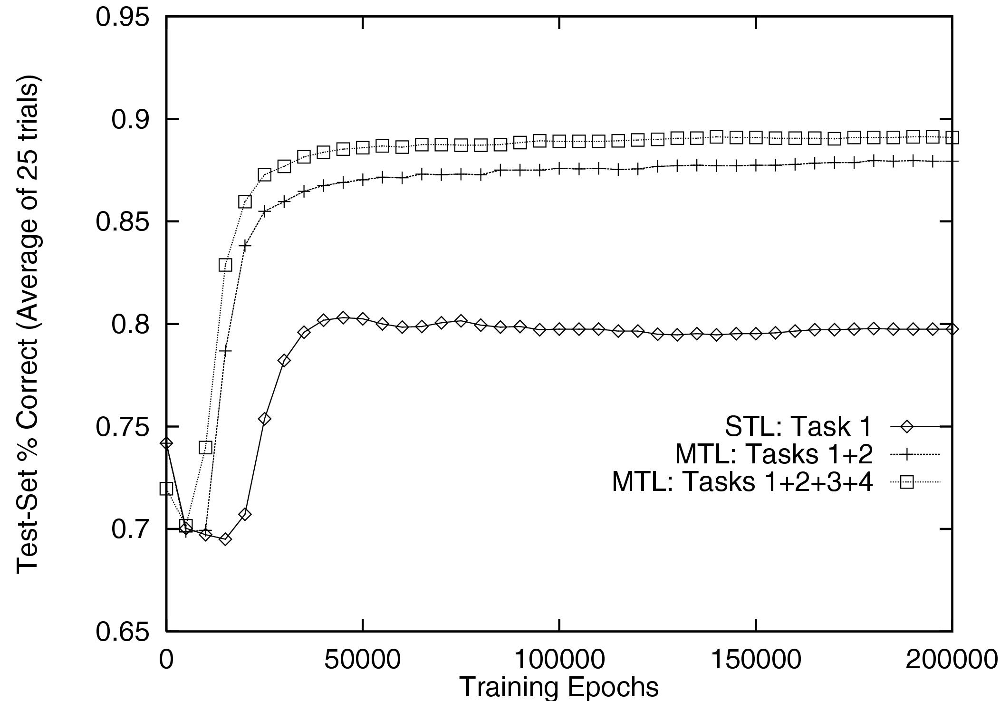 0.95
0.9
0.85
0.8
0.75
0.7
0.65
Test-Set % Correct (Average of 25 trials)
STL: Task 1
MTL: Tasks 1+2
MTL: Tasks 1+2+3+4
0 50000 100000 150000 200000
Training Epochs